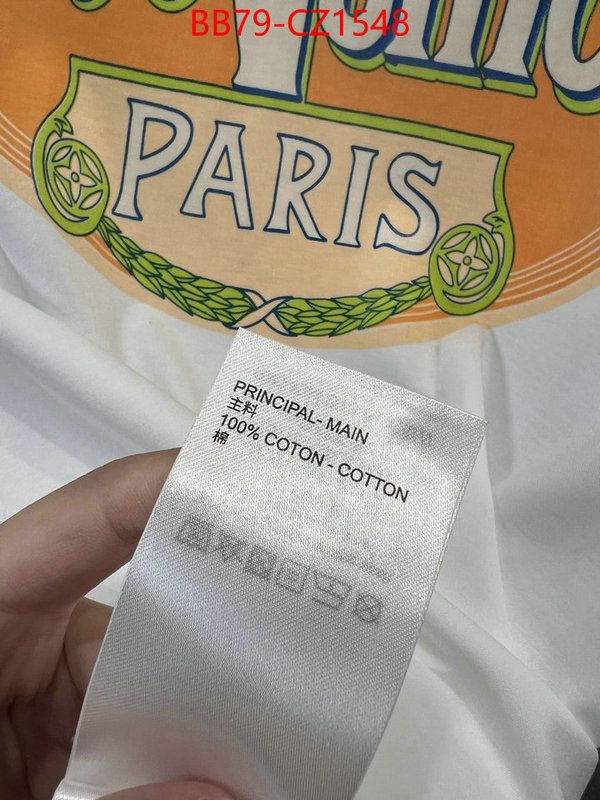 BB79-CZ1548
PARIS
PRINCIPAL- MAIN
主料
100% COTON - COTTON
棉